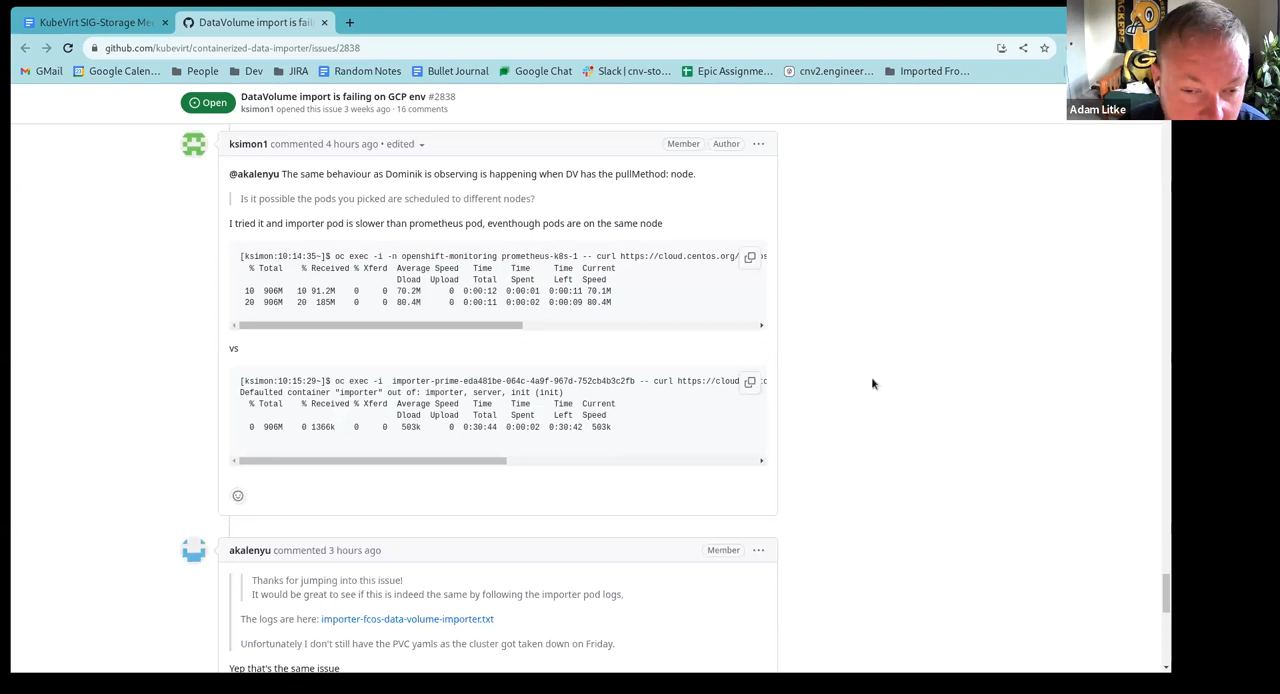 KubeVirt SIG-Storage Me
DataVolume import is fail
github.com/kubevirt/containerized-data-importer/issues/2838
GMail
Google Calen...
People
Dev
JIRA
Random Notes
Bullet Journal
Google Chat
Slack | cnv-sto...
Epic Assignme...
cnv2.engineer...
Imported Fro...
PACKERS
Adam Litke
Open
DataVolume import is failing on GCP env #2838
ksimon1 opened this issue 3 weeks ago · 16 comments
ksimon1 commented 4 hours ago • edited
Member
Author
@akalenyu The same behaviour as Dominik is observing is happening when DV has the pullMethod: node.
Is it possible the pods you picked are scheduled to different nodes?
I tried it and importer pod is slower than prometheus pod, eventhough pods are on the same node
[ksimon:10:14:35~]$ oc exec -i -n openshift-monitoring prometheus-k8s-1 -- curl https://cloud.centos.org/
% Total % Received % Xferd Average Speed Time Time Time Current
Dload Upload Total Spent Left Speed
10 906M 10 91.2M 0 0 70.2M 0 0:00:12 0:00:01 0:00:11 70.1M
20 906M 20 185M 0 0 80.4M 0 0:00:11 0:00:02 0:00:09 80.4M
vs
[ksimon:10:15:29~]$ oc exec -i importer-prime-eda481be-064c-4a9f-967d-752cb4b3c2fb -- curl https://cloud
Defaulted container "importer" out of: importer, server, init (init)
% Total % Received % Xferd Average Speed Time Time Time Current
Dload Upload Total Spent Left Speed
0 906M 0 1366k 0 0 503k 0 0:30:44 0:00:02 0:30:42 503k
akalenyu commented 3 hours ago
Member
Thanks for jumping into this issue!
It would be great to see if this is indeed the same by following the importer pod logs,
The logs are here: importer-fcos-data-volume-importer.txt
Unfortunately I don't still have the PVC yamls as the cluster got taken down on Friday.
Yep that's the same issue